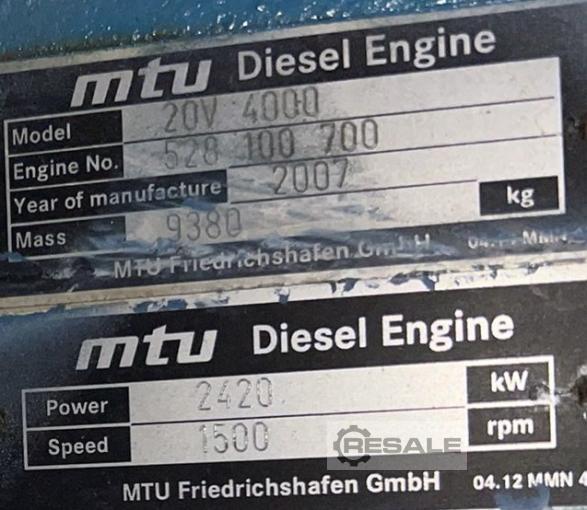 mtu Diesel Engine
Model 20V 4000
Engine No. 528 100 700
Year of manufacture 2007
Mass 9380 kg
MTU Friedrichshafen GmbH
mtu Diesel Engine
Power 2420 kW
Speed 1500 rpm
RESALE
MTU Friedrichshafen GmbH 04.12 MMN 4